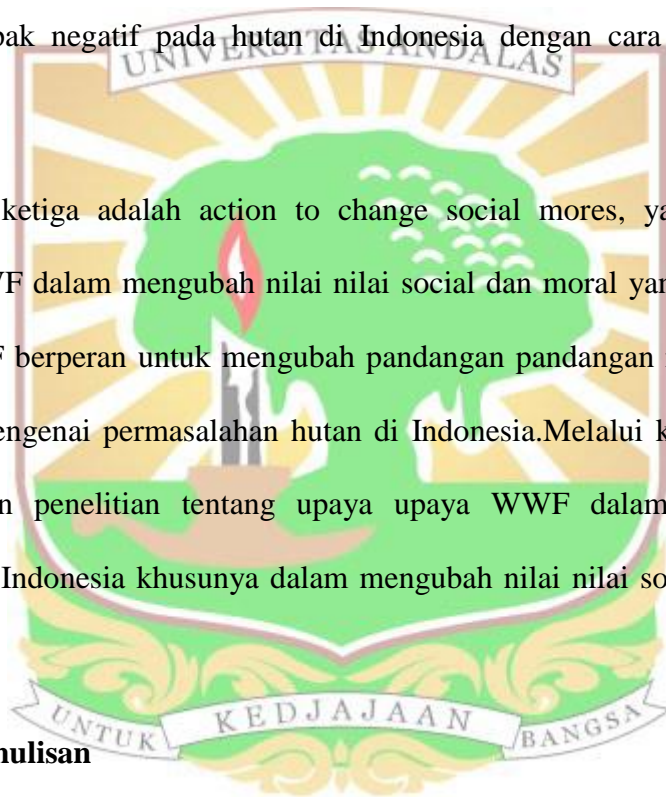 pak negatif pada hutan di Indonesia dengan cara
UNIVERSITAS ANDALAS
ketiga adalah action to change social mores, ya
F dalam mengubah nilai nilai social dan moral yan
F berperan untuk mengubah pandangan pandangan
engenai permasalahan hutan di Indonesia.Melalui k
n penelitian tentang upaya upaya WWF dalam
Indonesia khusunya dalam mengubah nilai nilai so
UNTUK KEDJAJAAN BANGSA
nulisan